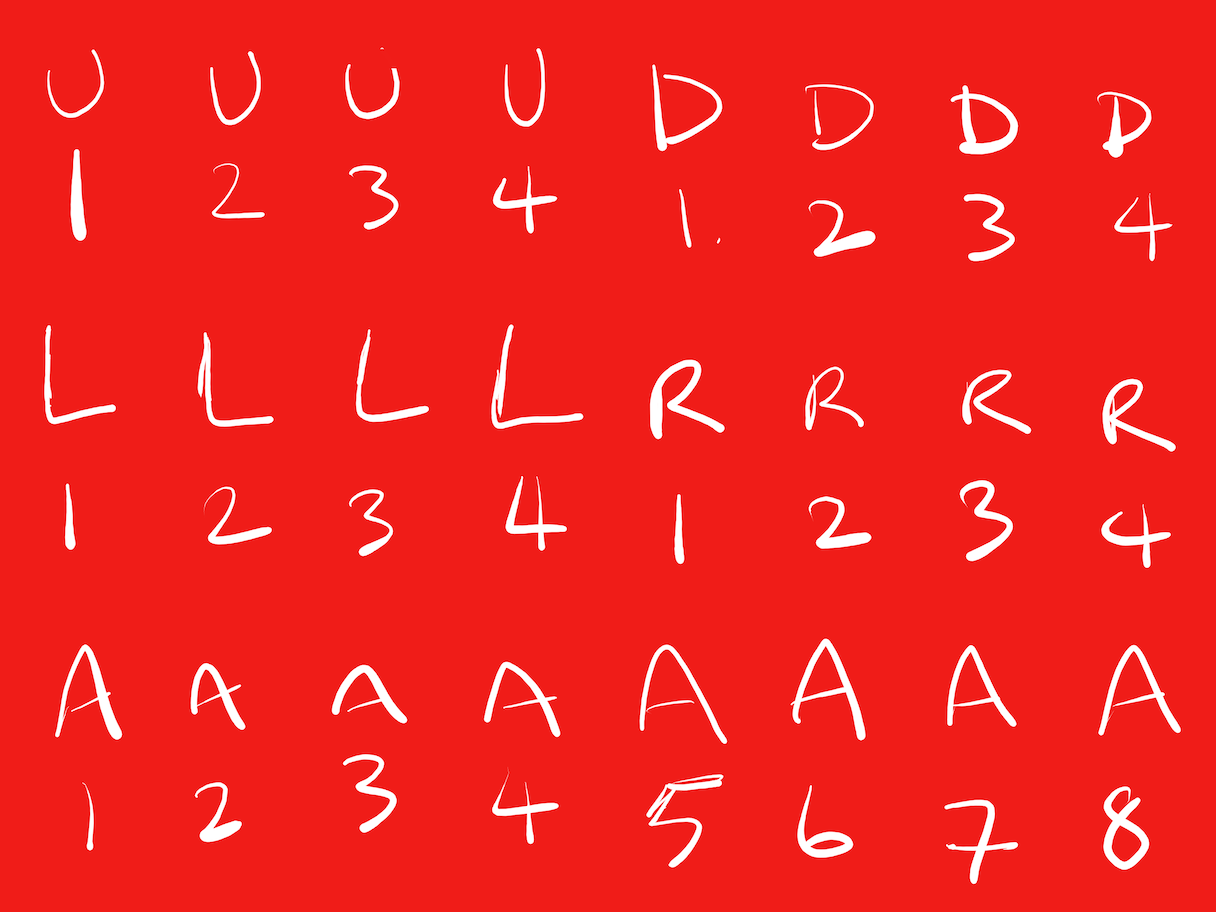 U U U U D D D D
1 2 3 4 1. 2 3 4
L L L L R R R R
1 2 3 4 1 2 3 4
A A A A A A A A
1 2 3 4 5 6 7 8